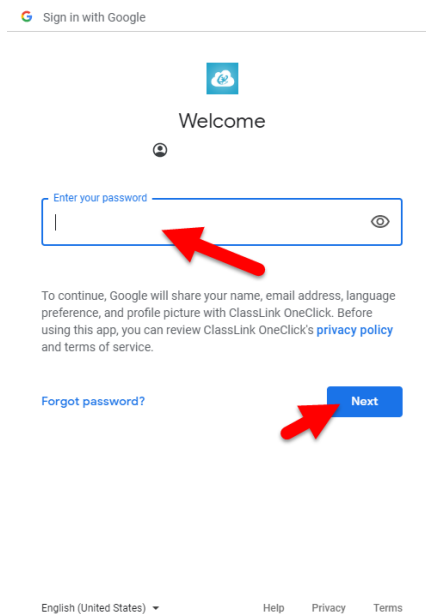 Sign in with Google
Welcome
Enter your password
To continue, Google will share your name, email address, language
preference, and profile picture with ClassLink OneClick. Before
using this app, you can review ClassLink OneClick's privacy policy
and terms of service.
Forgot password?
Next
English (United States)
Help Privacy Terms